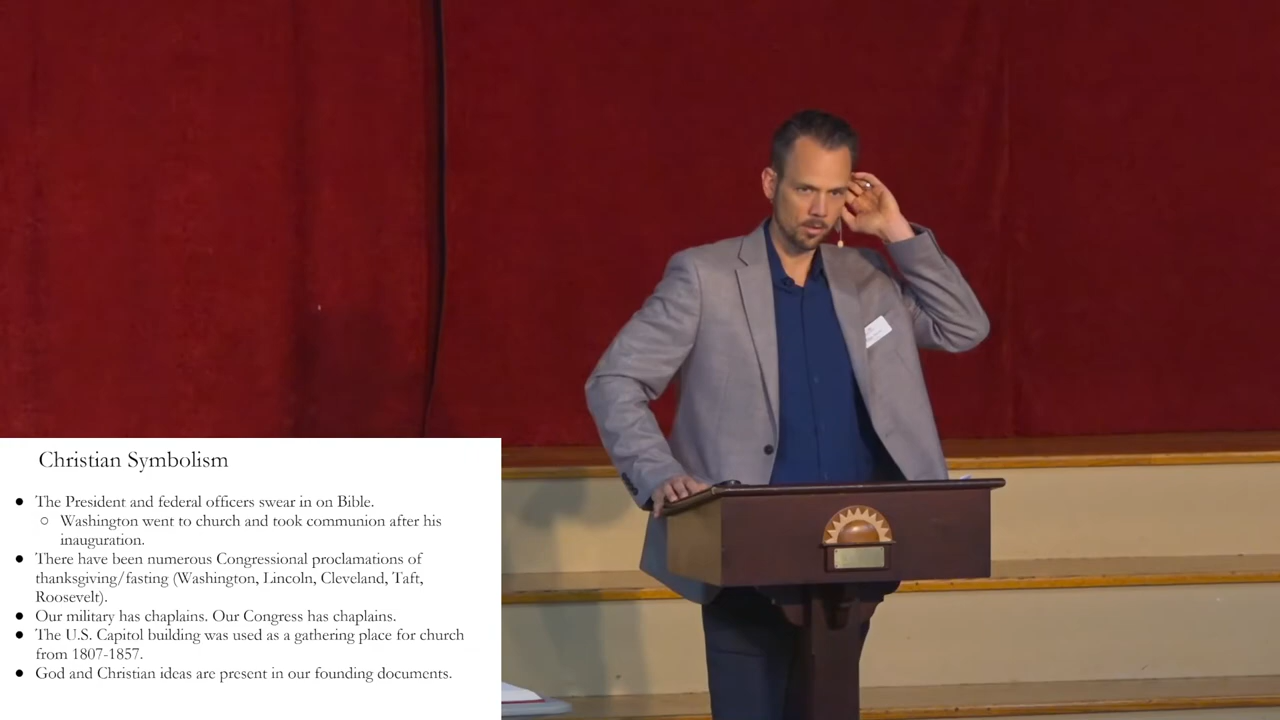 Christian Symbolism
● The President and federal officers swear in on Bible.
○ Washington went to church and took communion after his
inauguration.
● There have been numerous Congressional proclamations of
thanksgiving/fasting (Washington, Lincoln, Cleveland, Taft,
Roosevelt).
● Our military has chaplains. Our Congress has chaplains.
● The U.S. Capitol building was used as a gathering place for church
from 1807-1857.
● God and Christian ideas are present in our founding documents.